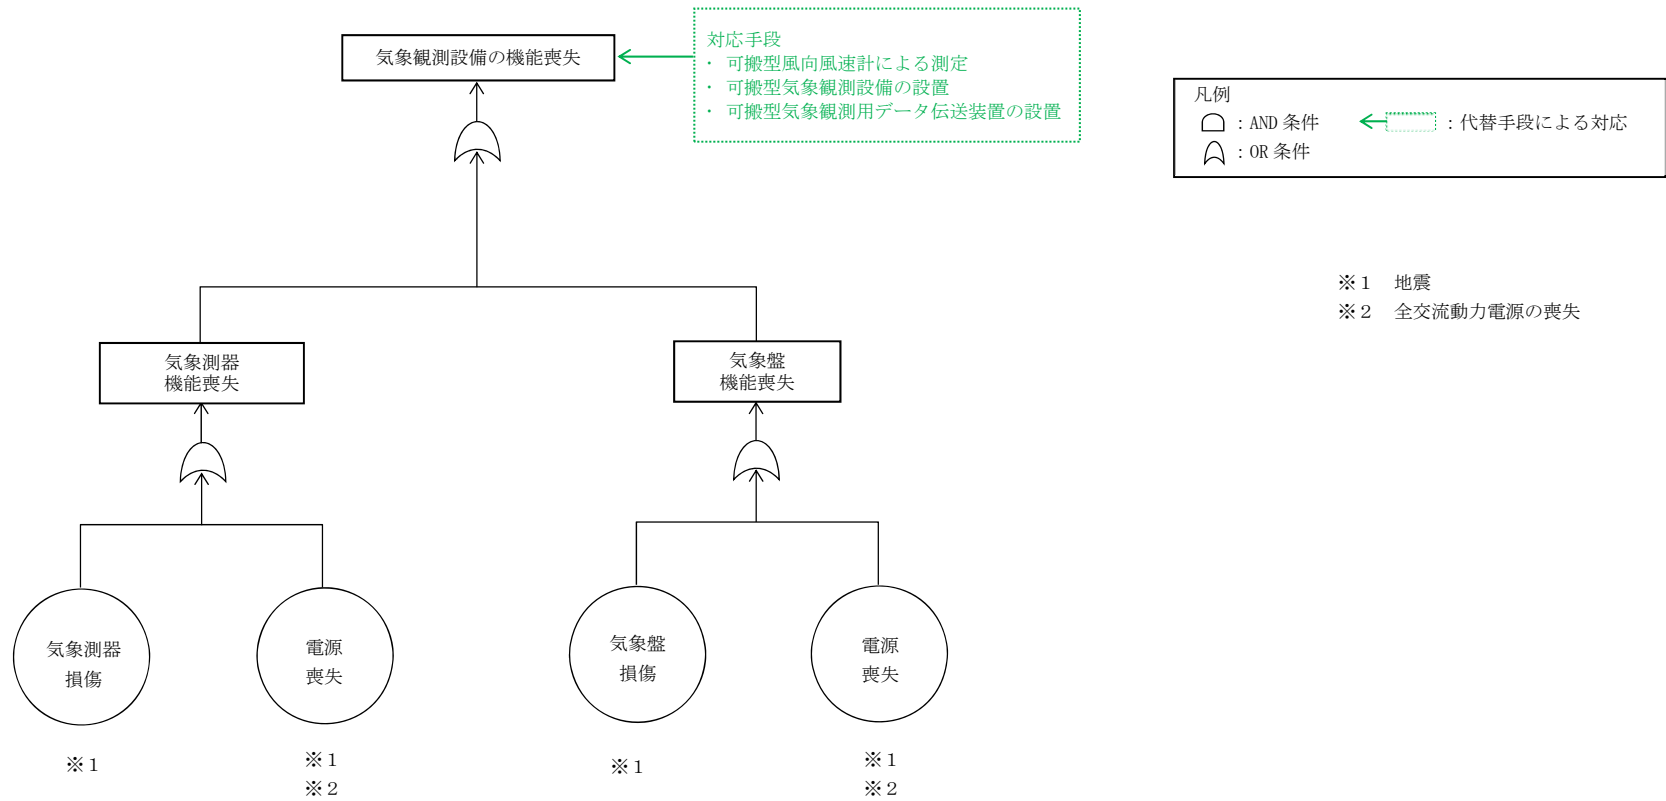 気象観測設備の機能喪失
対応手段
・ 可搬型風向風速計による測定
・ 可搬型気象観測設備の設置
・ 可搬型気象観測用データ伝送装置の設置
凡例
：AND 条件
：代替手段による対応
：OR 条件
※１　地震
※２　全交流動力電源の喪失
気象測器
機能喪失
気象盤
機能喪失
気象測器
損傷
電源
喪失
気象盤
損傷
電源
喪失
※１
※１
※２
※１
※１
※２